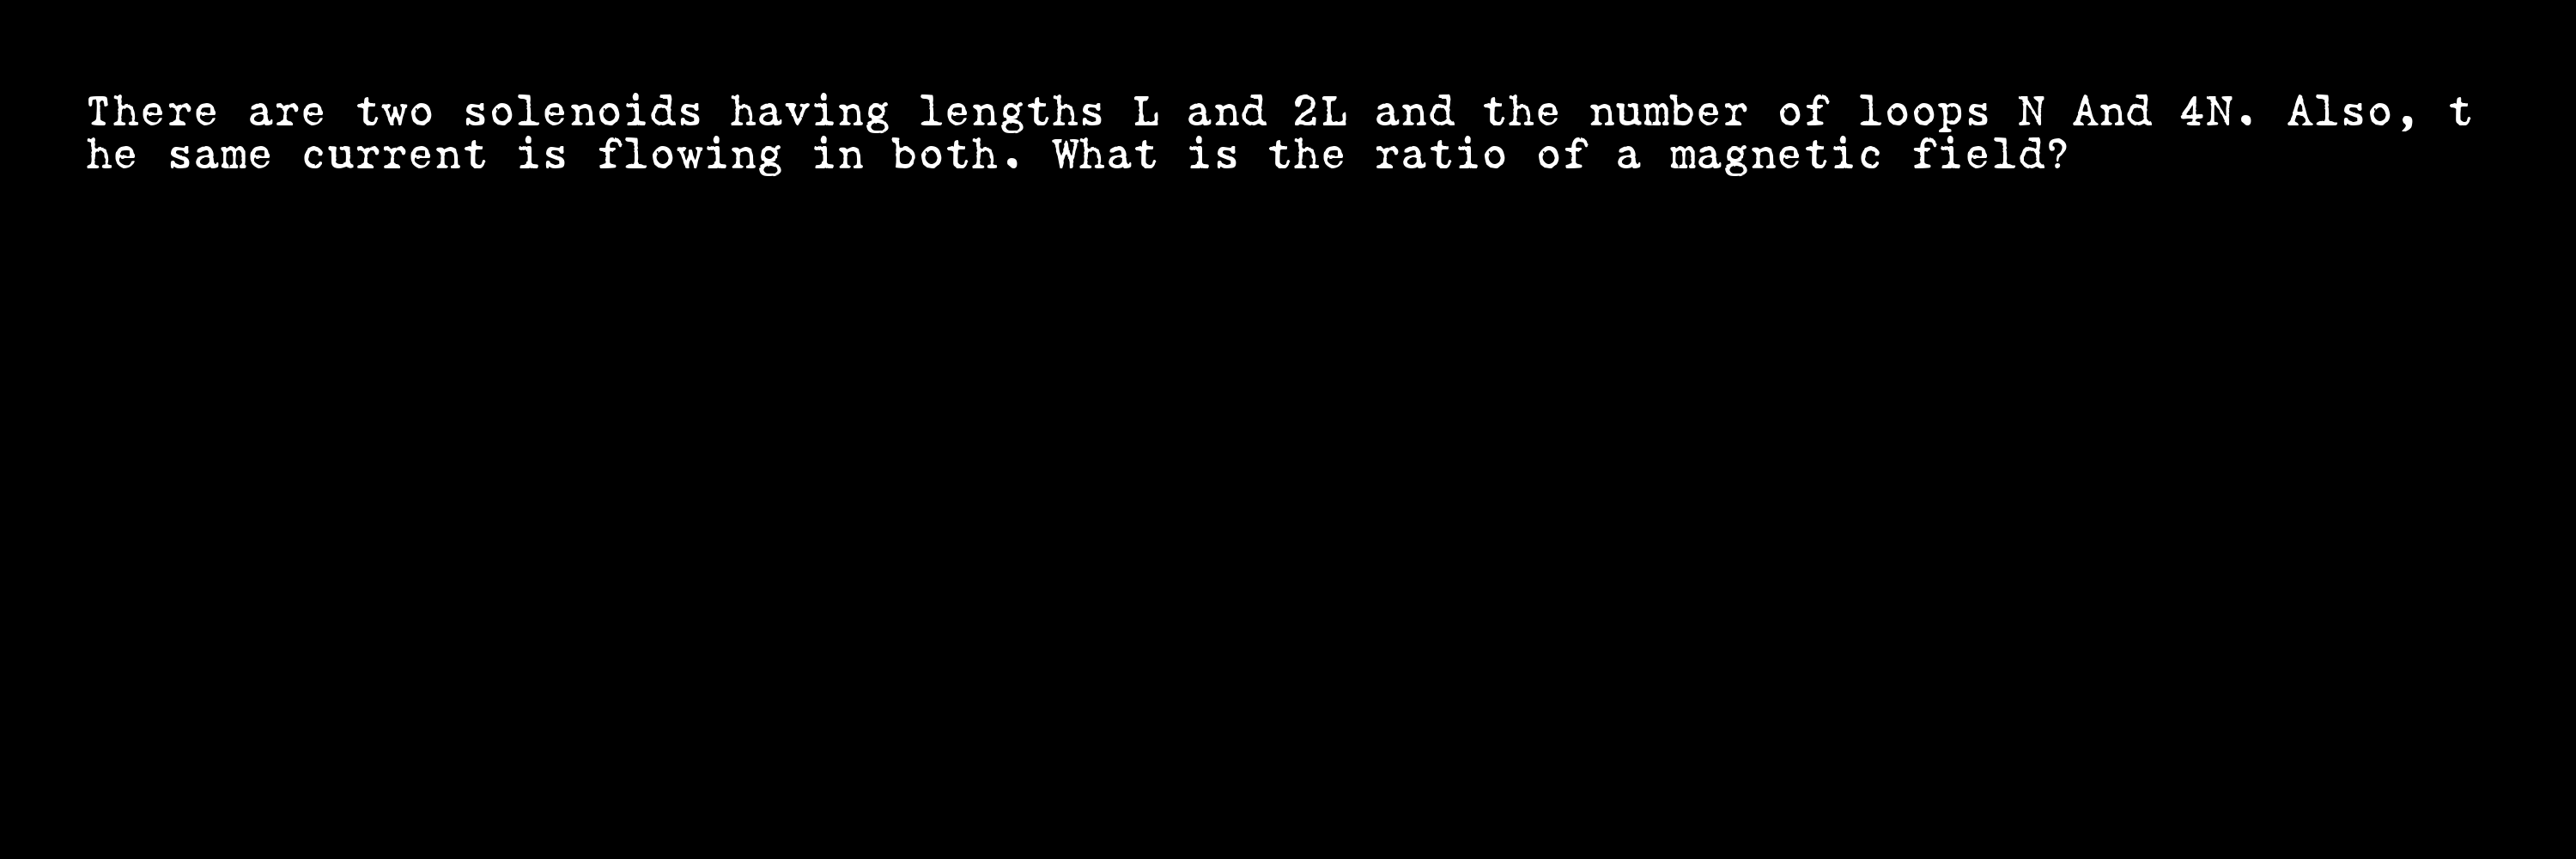 There are two solenoids having lengths L and 2L and the number of loops N And 4N. Also, t
he same current is flowing in both. What is the ratio of a magnetic field?